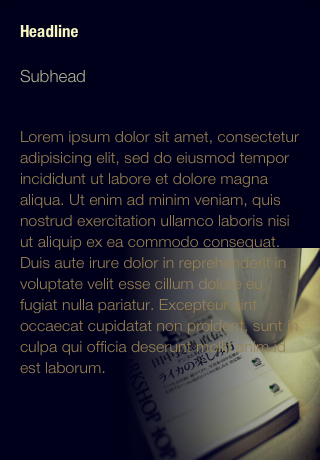 Headline
Subhead
Lorem ipsum dolor sit amet, consectetur
adipisicing elit, sed do eiusmod tempor
incididunt ut labore et dolore magna
aliqua. Ut enim ad minim veniam, quis
nostrud exercitation ullamco laboris nisi
ut aliquip ex ea commodo consequat.
Duis aute irure dolor in reprehenderit in
voluptate velit esse cillum dolore eu
fugiat nulla pariatur. Excepteur sint
occaecat cupidatat non proident, sunt in
culpa qui officia deserunt mollit anim id
est laborum.
ライカの楽しみ方